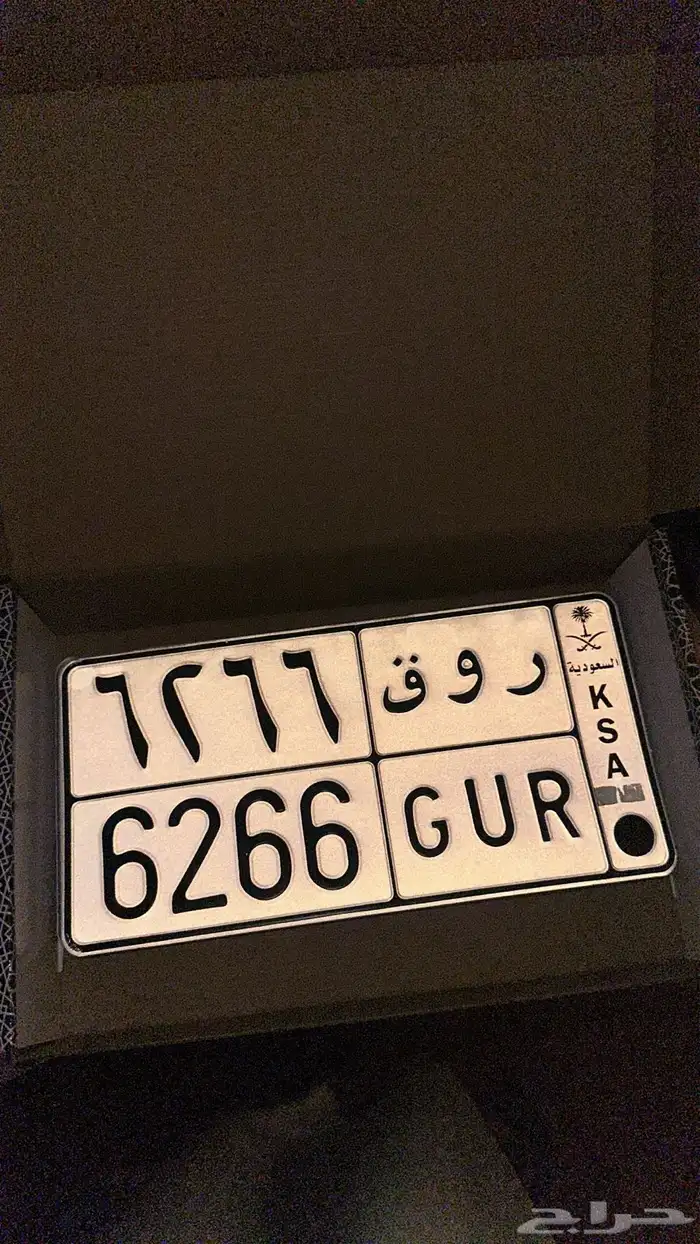 ٦٢٦٦ ر و ق
6266 GUR
السعودية
K
S
A
حراج